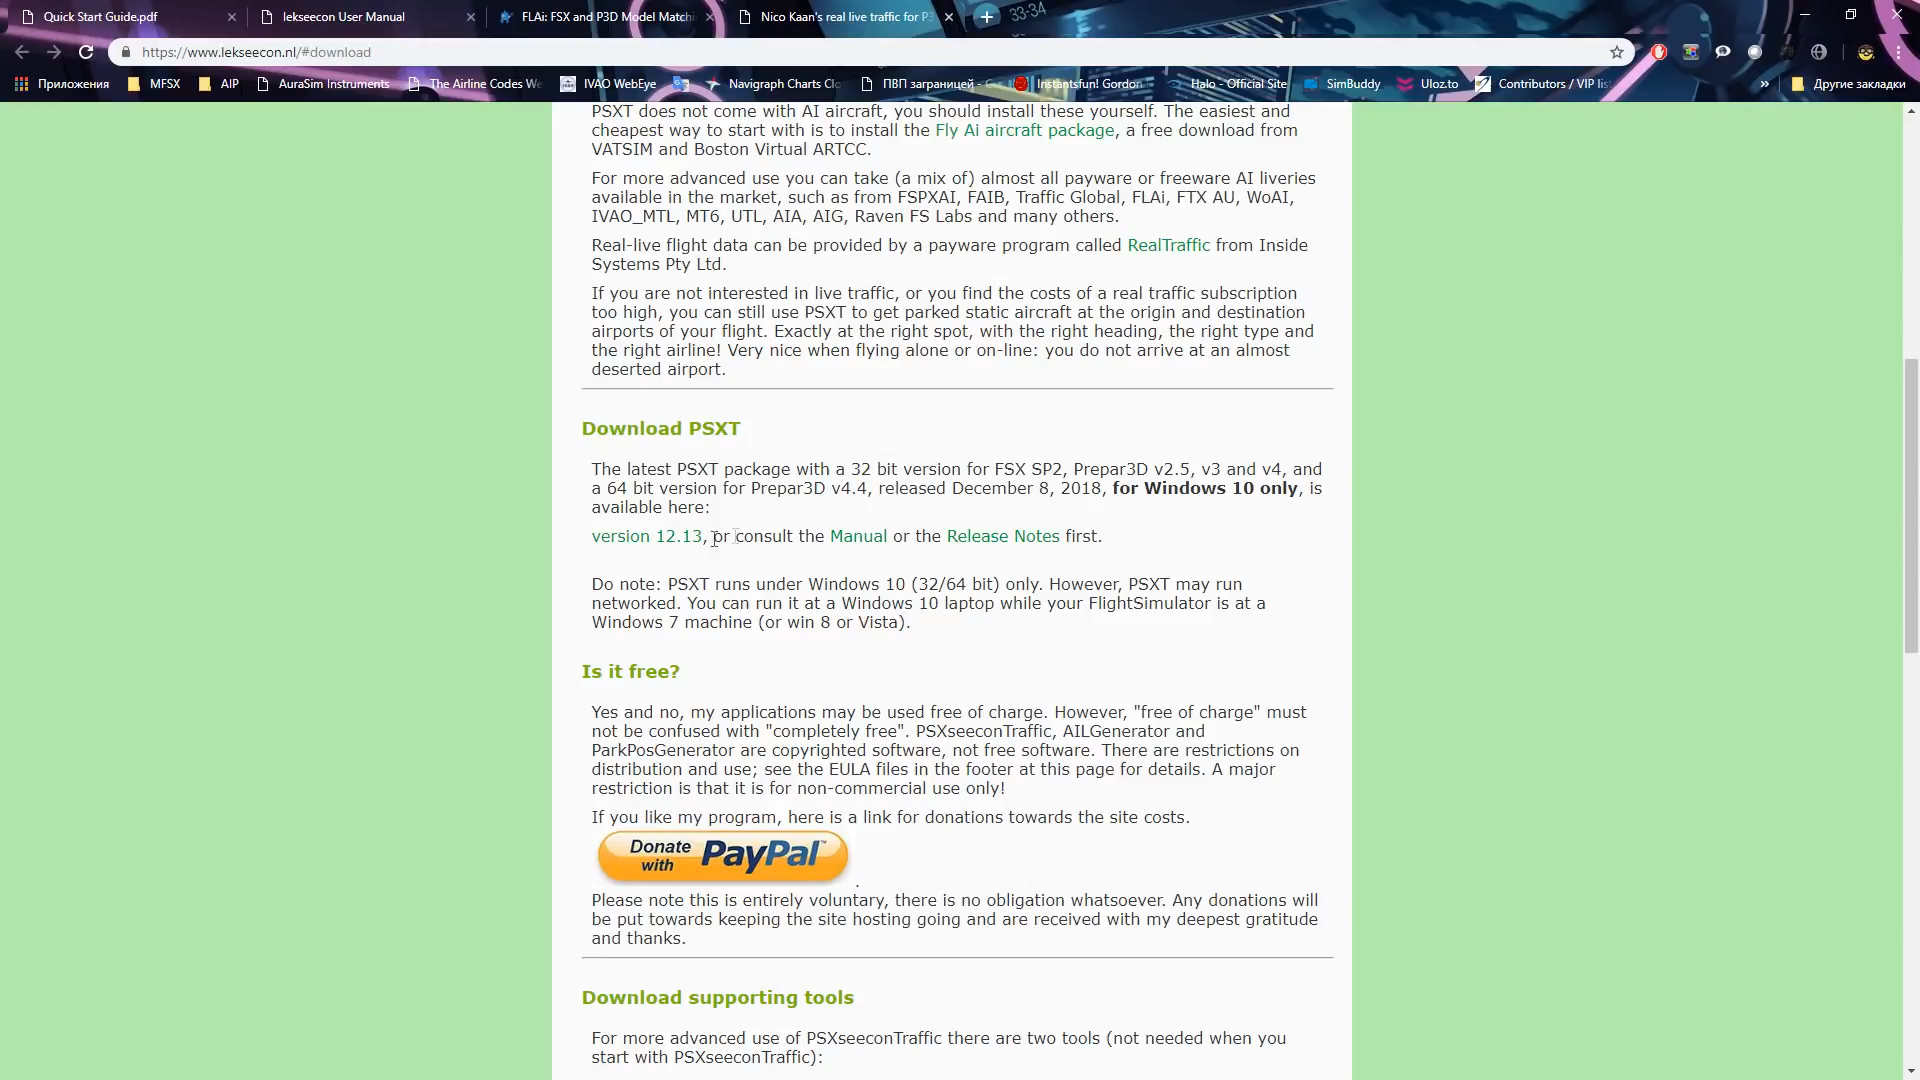 Quick Start Guide.pdf
lekseecon User Manual
FLAi: FSX and P3D Model Matchi
Nico Kaan's real live traffic for P3
33-34
https://www.lekseecon.nl/#download
Приложения
MFSX
AIP
AuraSim Instruments
The Airline Codes We
IVAO WebEye
Navigraph Charts Clo
ПВП заграницей -
Instantsfun! Gordon
Halo - Official Site
SimBuddy
Uloz.to
Contributors / VIP list
»
Другие закладки
PSXT does not come with AI aircraft, you should install these yourself. The easiest and
cheapest way to start with is to install the Fly Ai aircraft package, a free download from
VATSIM and Boston Virtual ARTCC.
For more advanced use you can take (a mix of) almost all payware or freeware AI liveries
available in the market, such as from FSPXAI, FAIB, Traffic Global, FLAi, FTX AU, WoAI,
IVAO_MTL, MT6, UTL, AIA, AIG, Raven FS Labs and many others.
Real-live flight data can be provided by a payware program called RealTraffic from Inside
Systems Pty Ltd.
If you are not interested in live traffic, or you find the costs of a real traffic subscription
too high, you can still use PSXT to get parked static aircraft at the origin and destination
airports of your flight. Exactly at the right spot, with the right heading, the right type and
the right airline! Very nice when flying alone or on-line: you do not arrive at an almost
deserted airport.
Download PSXT
The latest PSXT package with a 32 bit version for FSX SP2, Prepar3D v2.5, v3 and v4, and
a 64 bit version for Prepar3D v4.4, released December 8, 2018, for Windows 10 only, is
available here:
version 12.13, or consult the Manual or the Release Notes first.
Do note: PSXT runs under Windows 10 (32/64 bit) only. However, PSXT may run
networked. You can run it at a Windows 10 laptop while your FlightSimulator is at a
Windows 7 machine (or win 8 or Vista).
Is it free?
Yes and no, my applications may be used free of charge. However, "free of charge" must
not be confused with "completely free". PSXseeconTraffic, AILGenerator and
ParkPosGenerator are copyrighted software, not free software. There are restrictions on
distribution and use; see the EULA files in the footer at this page for details. A major
restriction is that it is for non-commercial use only!
If you like my program, here is a link for donations towards the site costs.
Donate
with PayPal™
.
Please note this is entirely voluntary, there is no obligation whatsoever. Any donations will
be put towards keeping the site hosting going and are received with my deepest gratitude
and thanks.
Download supporting tools
For more advanced use of PSXseeconTraffic there are two tools (not needed when you
start with PSXseeconTraffic):